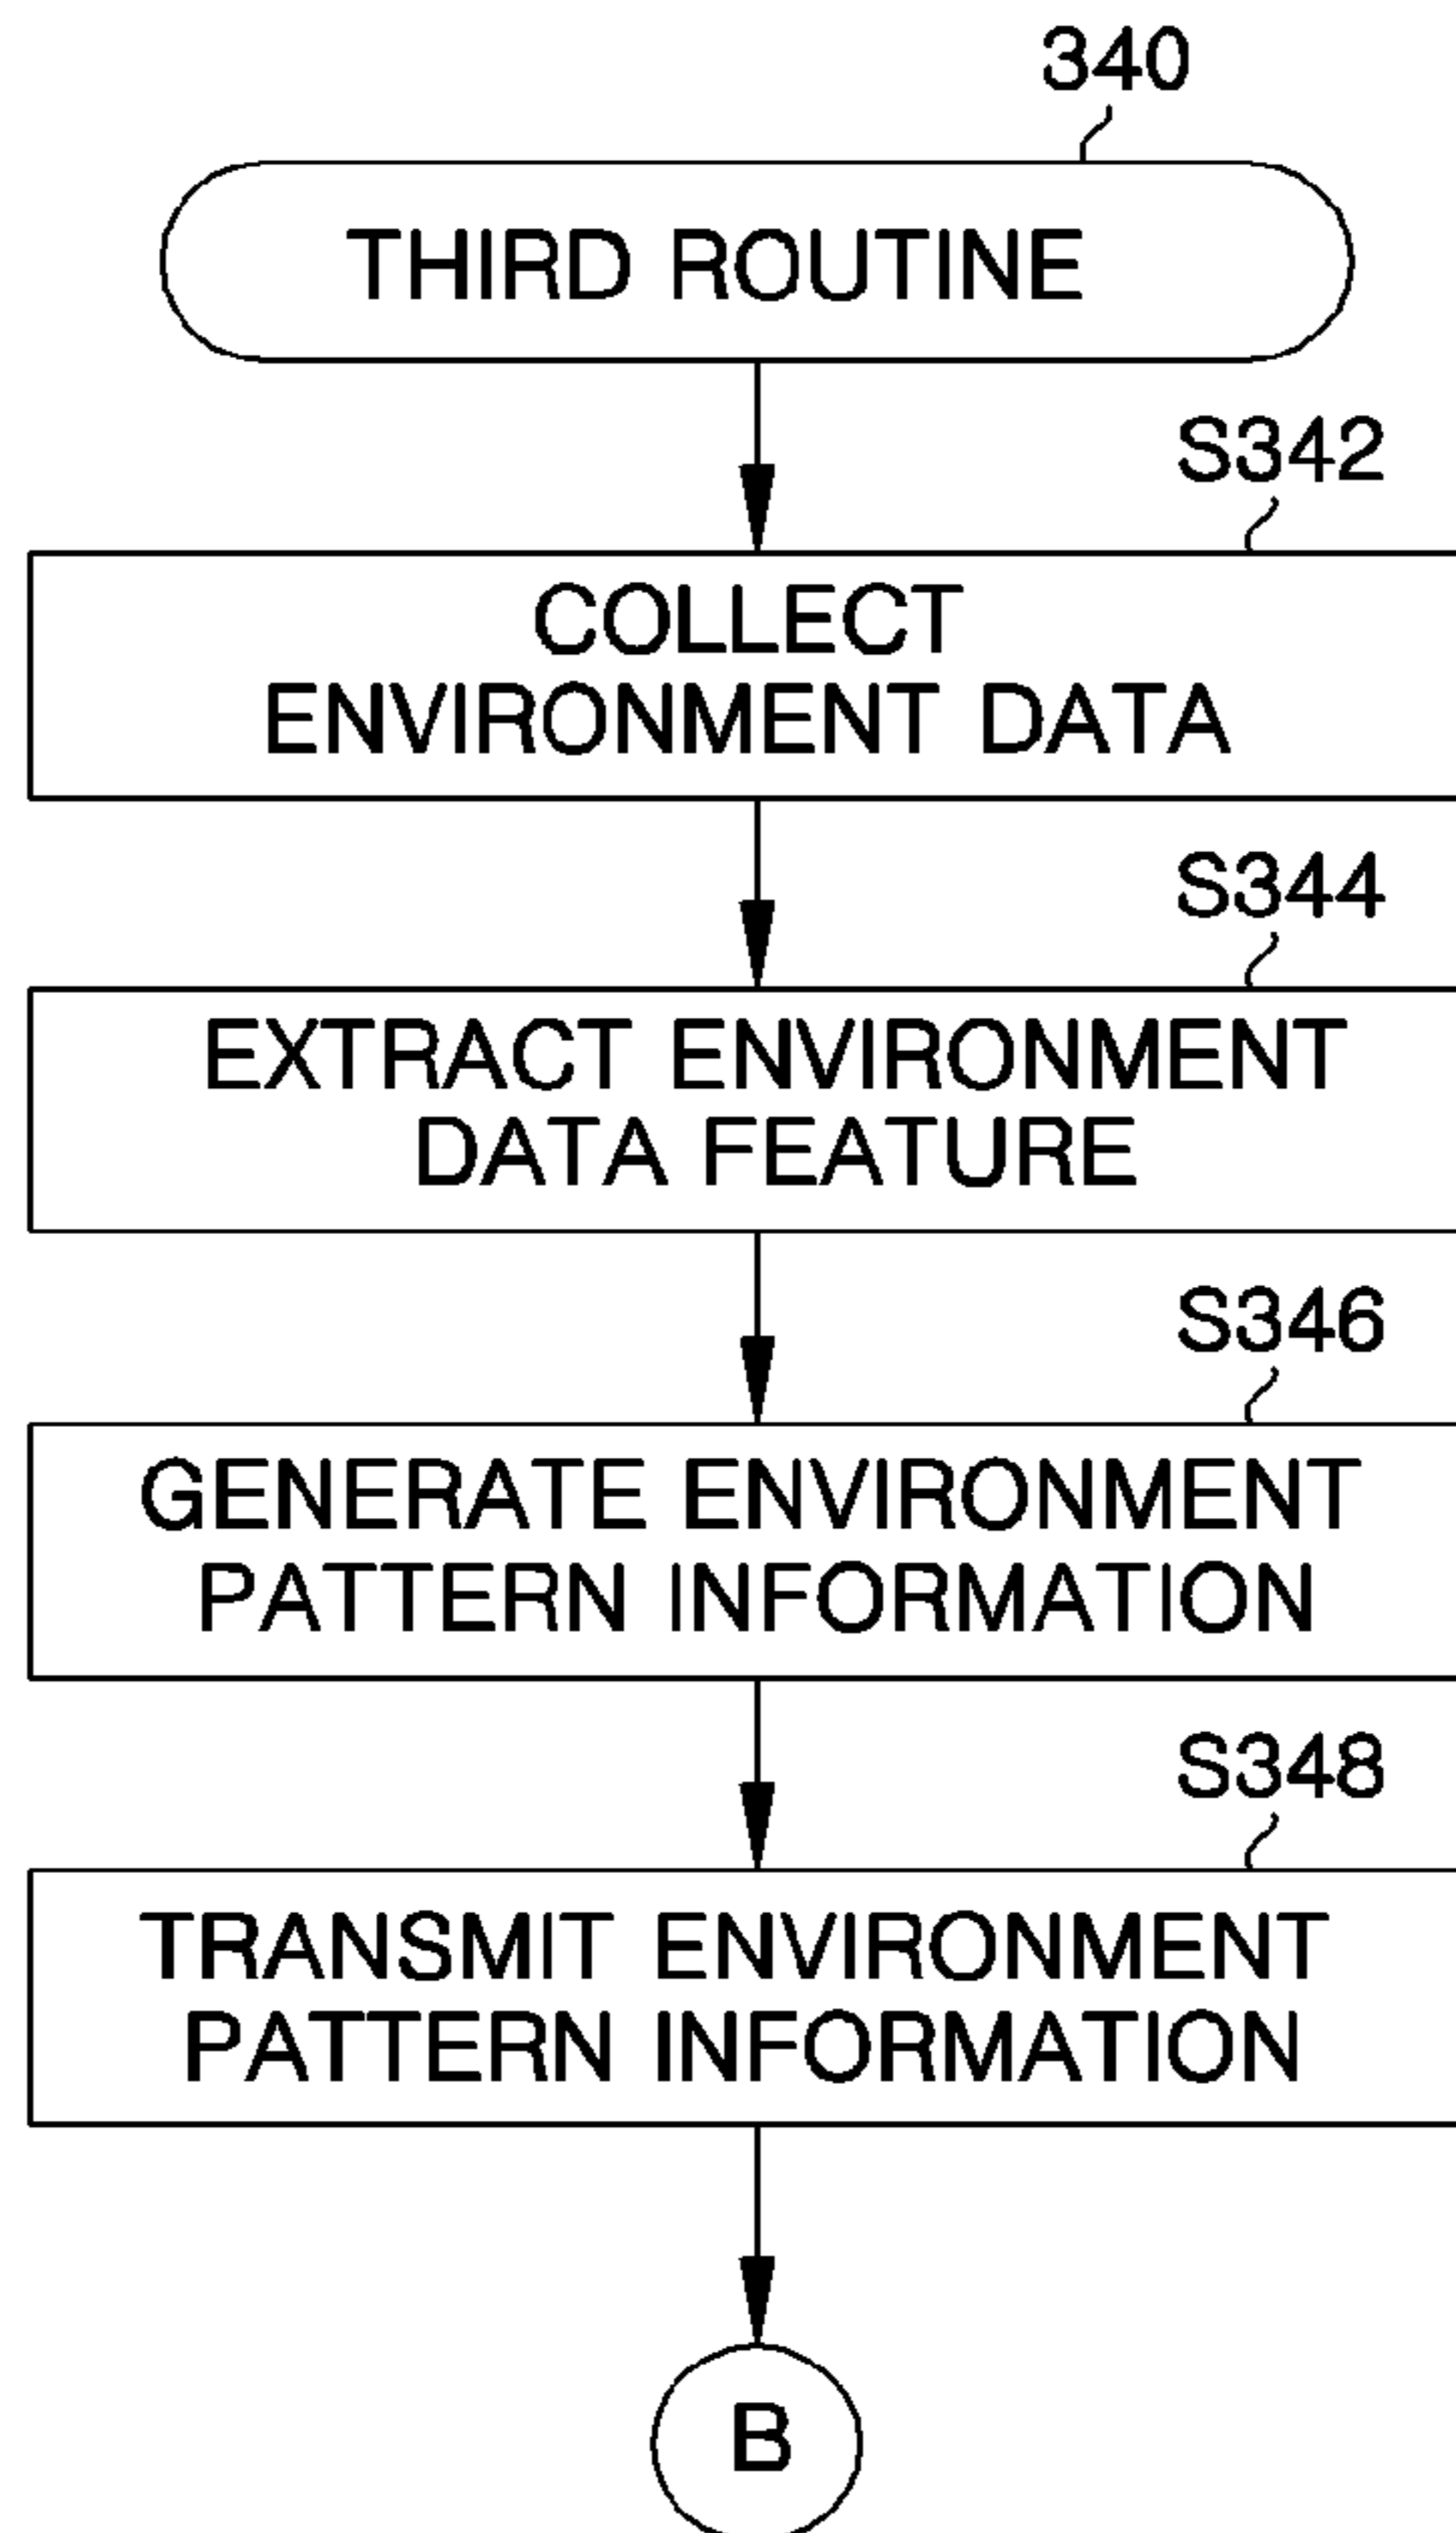 340
THIRD ROUTINE
S342
COLLECT
ENVIRONMENT DATA
S344
EXTRACT ENVIRONMENT
DATA FEATURE
S346
GENERATE ENVIRONMENT
PATTERN INFORMATION
S348
TRANSMIT ENVIRONMENT
PATTERN INFORMATION
B